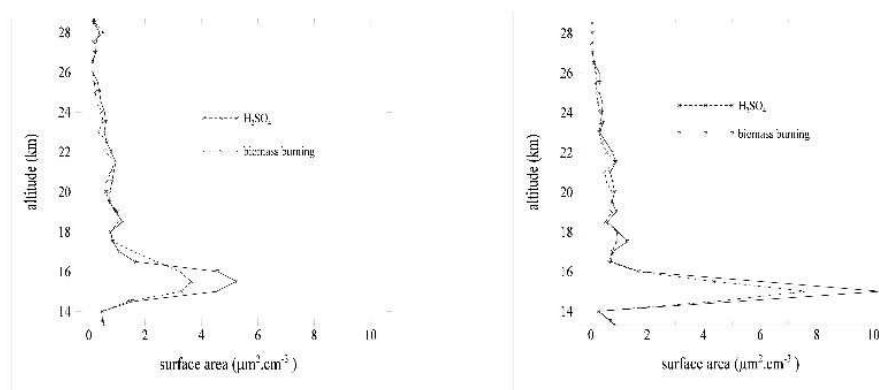 28
26
24
22
20
18
16
14
altitude (km)
H₂SO₄
biomass burning
0 2 4 6 8 10
surface area (μm².cm⁻³)
28
26
24
22
20
18
16
14
altitude (km)
H₂SO₄
biomass burning
0 2 4 6 8 10
surface area (μm².cm⁻³)